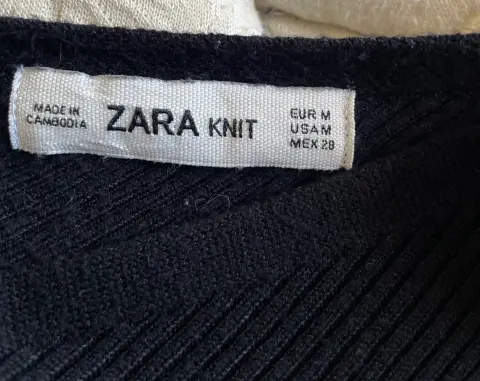 MADE IN
CAMBODIA
ZARA KNIT
EUR M
USA M
MEX 28